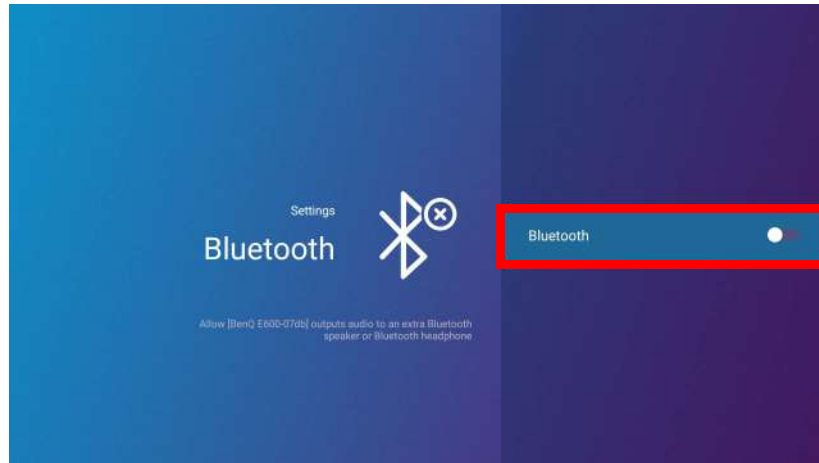 Settings
Bluetooth
Allow [BenQ E600-07db] outputs audio to an extra Bluetooth
speaker or Bluetooth headphone
Bluetooth